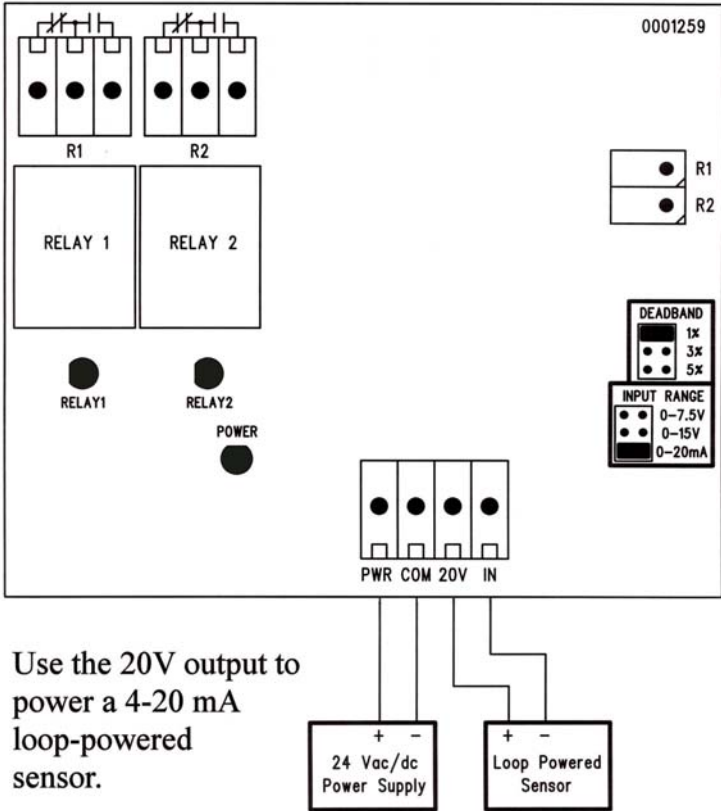 0001259
R1 R2
R1
R2
RELAY 1 RELAY 2
DEADBAND
1%
3%
5%
INPUT RANGE
0-7.5V
0-15V
0-20mA
RELAY1 RELAY2
POWER
PWR COM 20V IN
Use the 20V output to
power a 4-20 mA
loop-powered
sensor.
+ -
24 Vac/dc
Power Supply
+ -
Loop Powered
Sensor